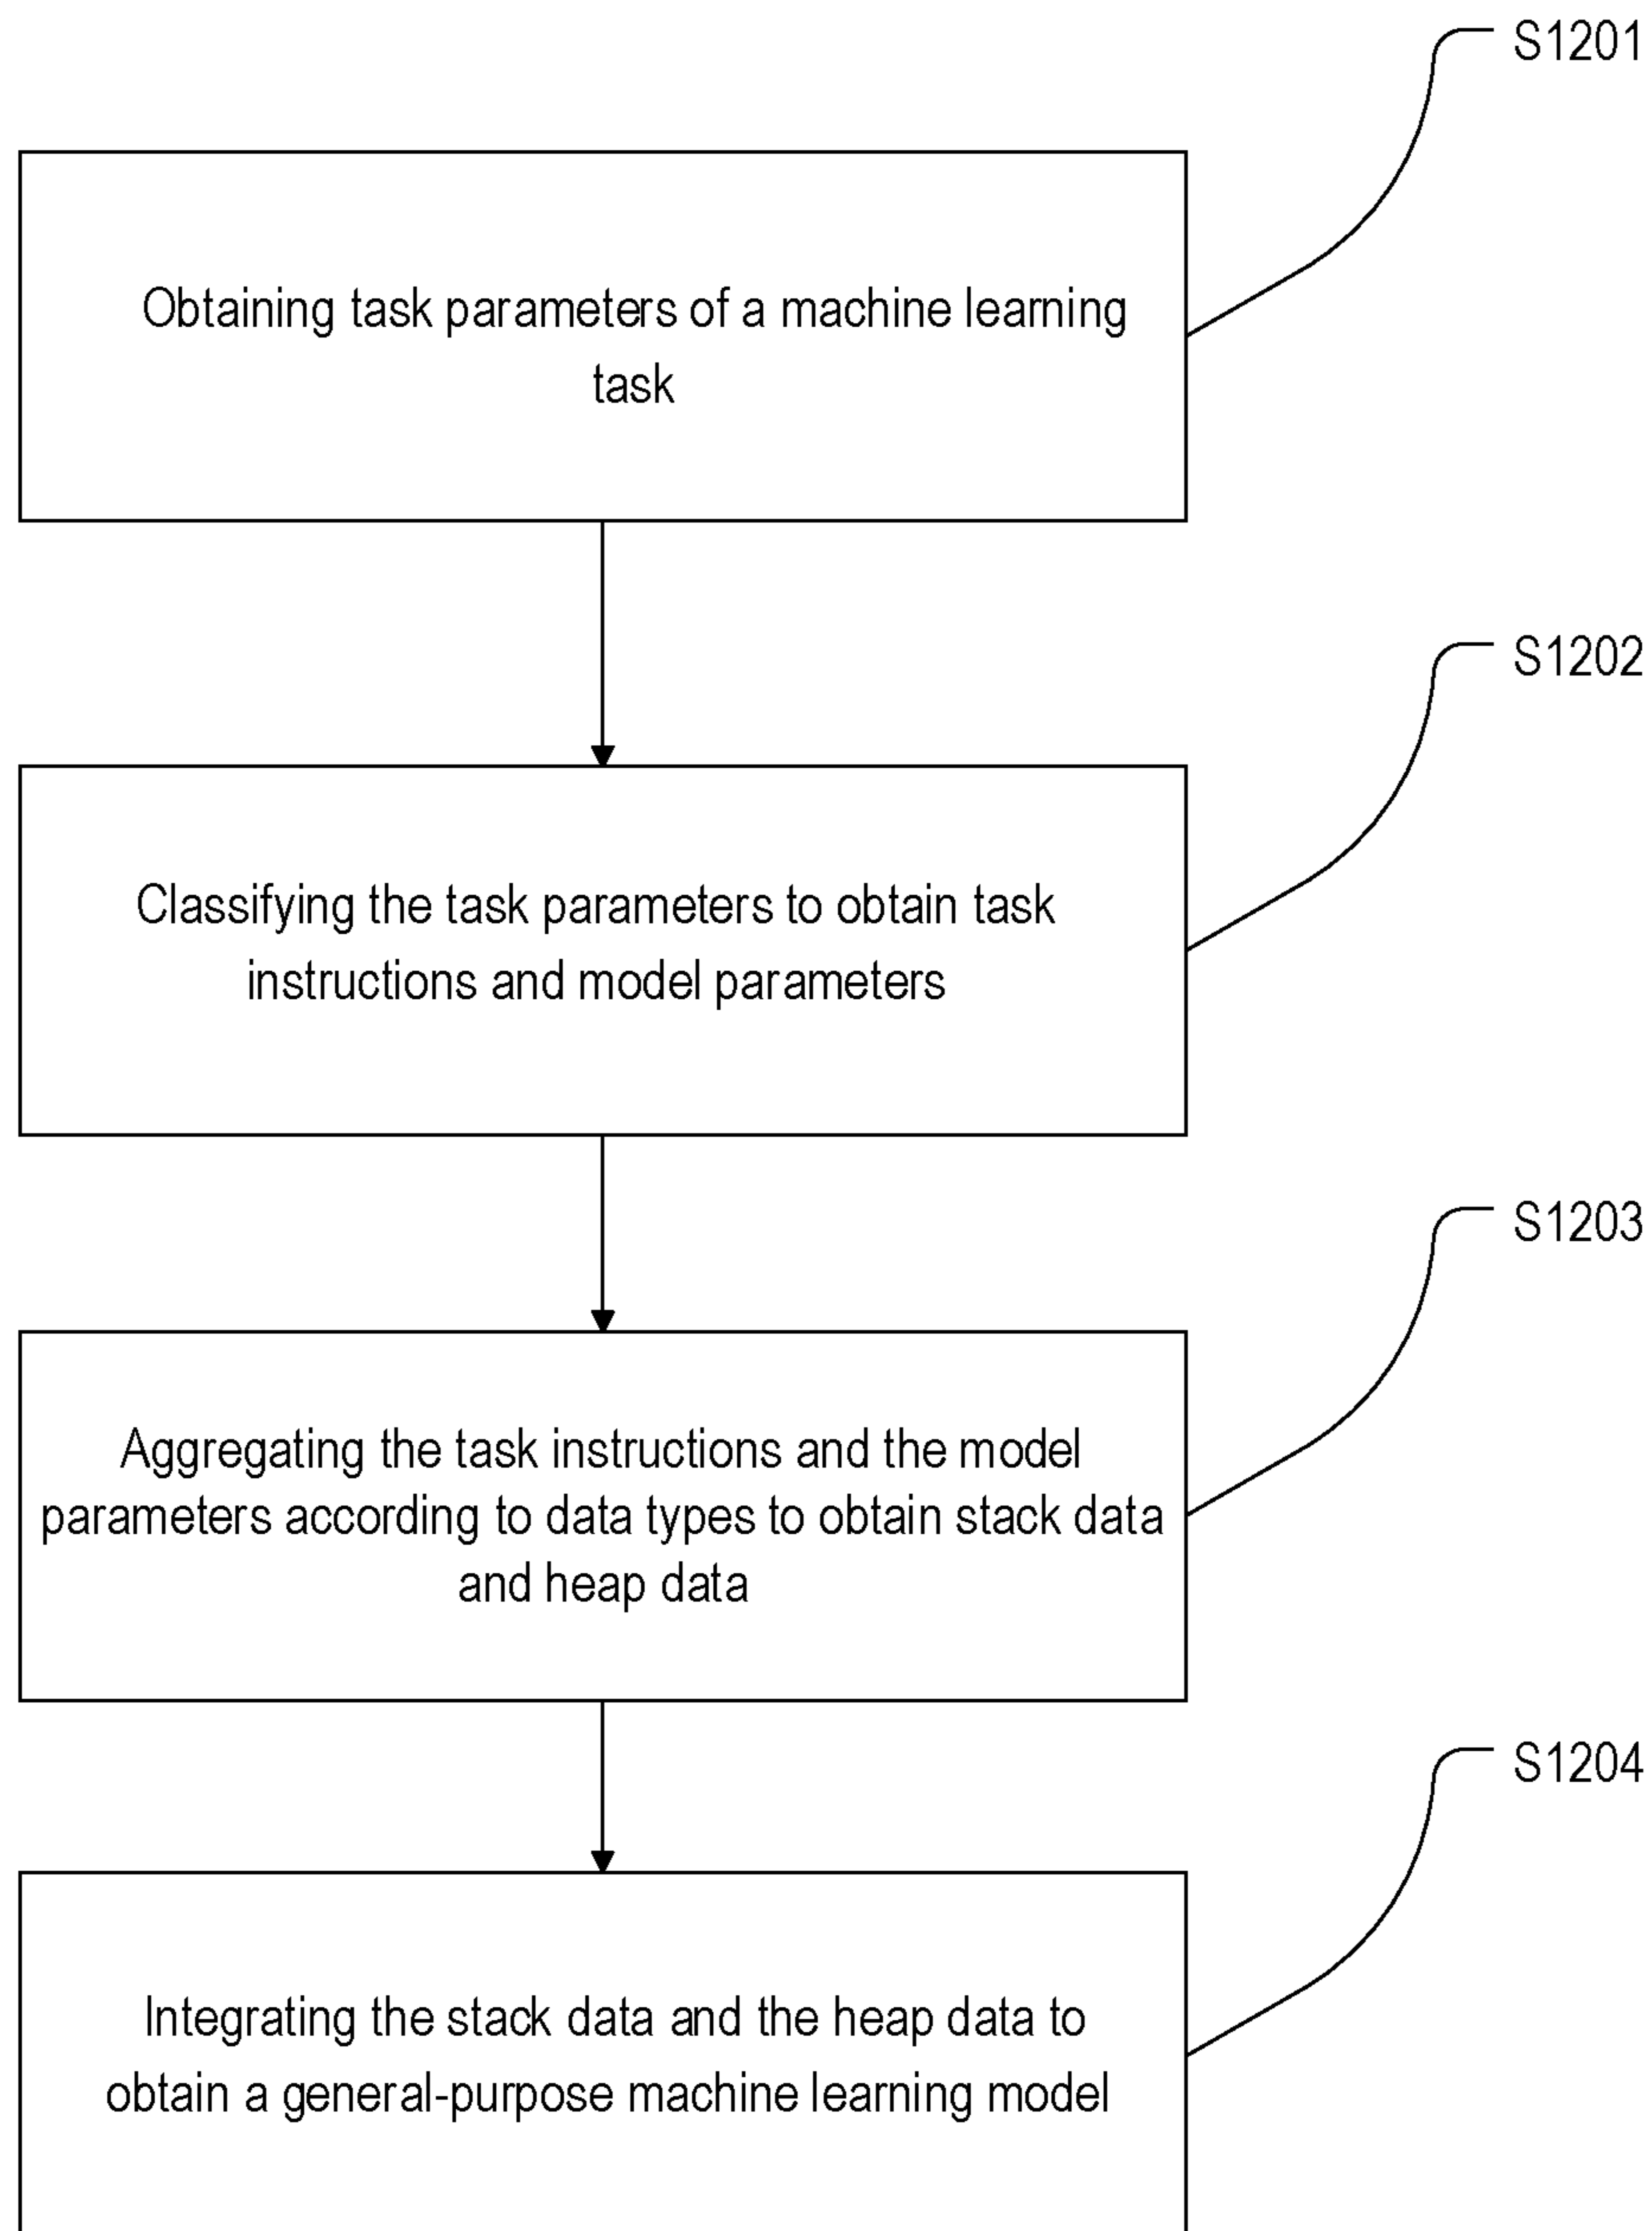 S1201
Obtaining task parameters of a machine learning
task
S1202
Classifying the task parameters to obtain task
instructions and model parameters
S1203
Aggregating the task instructions and the model
parameters according to data types to obtain stack data
and heap data
S1204
Integrating the stack data and the heap data to
obtain a general-purpose machine learning model